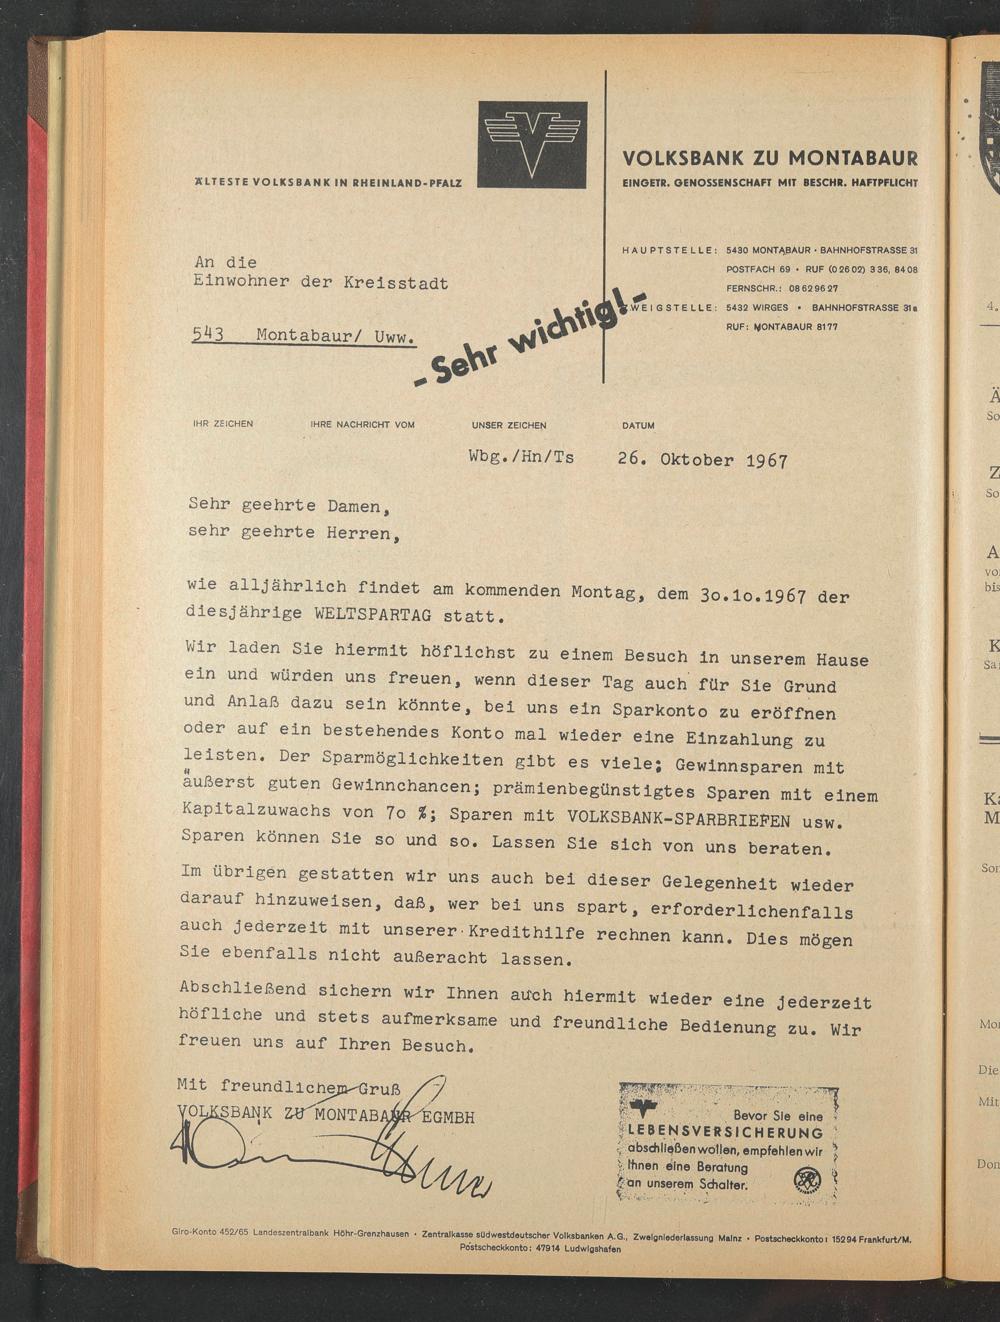 ÄLTESTE VOLKSBANK IN RHEINLAND-PFALZ
VOLKSBANK ZU MONTABAUR
EINGETR. GENOSSENSCHAFT MIT BESCHR. HAFTPFLICHT
HAUPTSTELLE: 5430 MONTABAUR · BAHNHOFSTRASSE 31
POSTFACH 69 · RUF (02602) 336, 8408
FERNSCHR.: 08629627
ZWEIGSTELLE: 5432 WIRGES · BAHNHOFSTRASSE 31a
RUF: MONTABAUR 8177
An die
Einwohner der Kreisstadt
543 Montabaur/ Uww.
- Sehr wichtig! -
IHR ZEICHEN IHRE NACHRICHT VOM UNSER ZEICHEN DATUM
Wbg./Hn/Ts 26. Oktober 1967
Sehr geehrte Damen,
sehr geehrte Herren,
wie alljährlich findet am kommenden Montag, dem 3o.1o.1967 der
diesjährige WELTSPARTAG statt.
Wir laden Sie hiermit höflichst zu einem Besuch in unserem Hause
ein und würden uns freuen, wenn dieser Tag auch für Sie Grund
und Anlaß dazu sein könnte, bei uns ein Sparkonto zu eröffnen
oder auf ein bestehendes Konto mal wieder eine Einzahlung zu
leisten. Der Sparmöglichkeiten gibt es viele; Gewinnsparen mit
äußerst guten Gewinnchancen; prämienbegünstigtes Sparen mit einem
Kapitalzuwachs von 7o %; Sparen mit VOLKSBANK-SPARBRIEFEN usw.
Sparen können Sie so und so. Lassen Sie sich von uns beraten.
Im übrigen gestatten wir uns auch bei dieser Gelegenheit wieder
darauf hinzuweisen, daß, wer bei uns spart, erforderlichenfalls
auch jederzeit mit unserer Kredithilfe rechnen kann. Dies mögen
Sie ebenfalls nicht außeracht lassen.
Abschließend sichern wir Ihnen auch hiermit wieder eine jederzeit
höfliche und stets aufmerksame und freundliche Bedienung zu. Wir
freuen uns auf Ihren Besuch.
Mit freundlichem Gruß
VOLKSBANK ZU MONTABAUR EGMBH
Bevor Sie eine
LEBENSVERSICHERUNG
abschließen wollen, empfehlen wir
Ihnen eine Beratung
an unserem Schalter.
Giro-Konto 452/65 Landeszentralbank Höhr-Grenzhausen · Zentralkasse südwestdeutscher Volksbanken A.G., Zweigniederlassung Mainz · Postscheckkonto: 15294 Frankfurt/M.
Postscheckkonto: 47914 Ludwigshafen